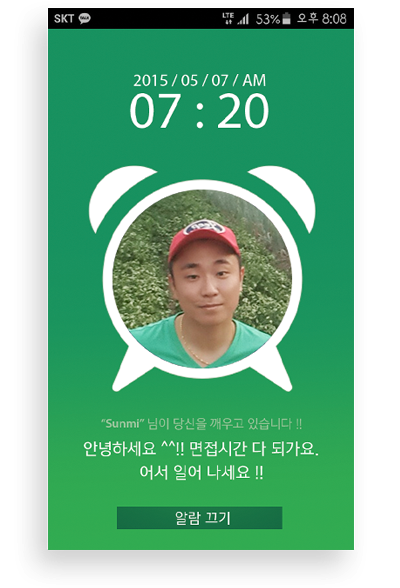 SKT TALK LTE 53% 오후 8:08
2015 / 05 / 07 / AM
07 : 20
“Sunmi” 님이 당신을 깨우고 있습니다 !!
안녕하세요 ^^!! 면접시간 다 되가요.
어서 일어 나세요 !!
알람 끄기